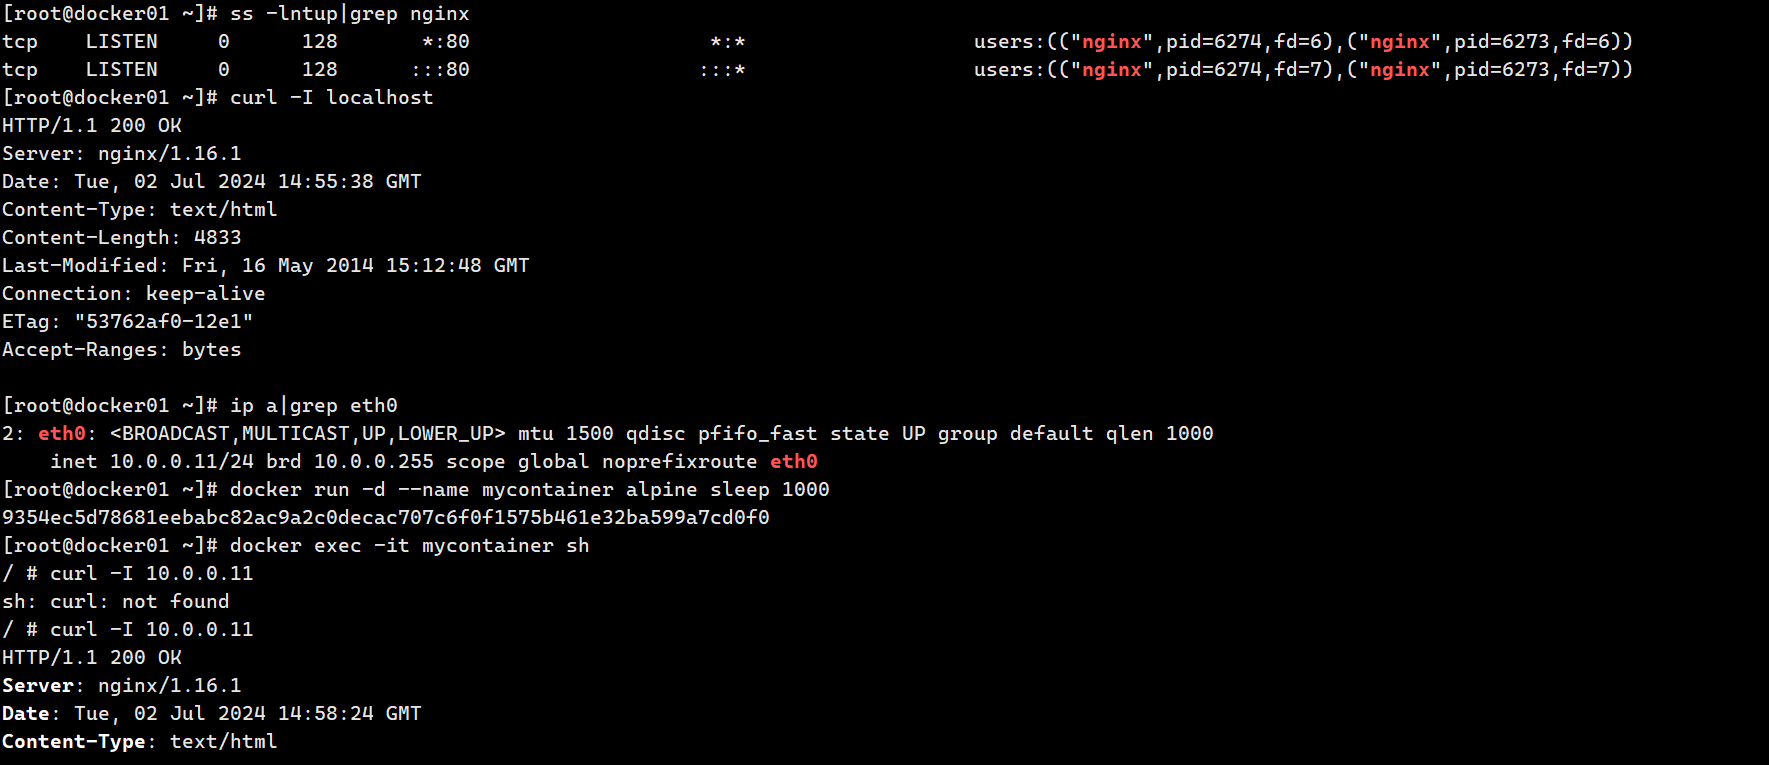 [root@docker01 ~]# ss -lntup|grep nginx
tcp    LISTEN     0      128       *:80                    *:*                   users:(("nginx",pid=6274,fd=6),("nginx",pid=6273,fd=6))
tcp    LISTEN     0      128      :::80                   :::*                   users:(("nginx",pid=6274,fd=7),("nginx",pid=6273,fd=7))
[root@docker01 ~]# curl -I localhost
HTTP/1.1 200 OK
Server: nginx/1.16.1
Date: Tue, 02 Jul 2024 14:55:38 GMT
Content-Type: text/html
Content-Length: 4833
Last-Modified: Fri, 16 May 2014 15:12:48 GMT
Connection: keep-alive
ETag: "53762af0-12e1"
Accept-Ranges: bytes
[root@docker01 ~]# ip a|grep eth0
2: eth0: <BROADCAST,MULTICAST,UP,LOWER_UP> mtu 1500 qdisc pfifo_fast state UP group default qlen 1000
    inet 10.0.0.11/24 brd 10.0.0.255 scope global noprefixroute eth0
[root@docker01 ~]# docker run -d --name mycontainer alpine sleep 1000
9354ec5d78681eebabc82ac9a2c0decac707c6f0f1575b461e32ba599a7cd0f0
[root@docker01 ~]# docker exec -it mycontainer sh
/ # curl -I 10.0.0.11
sh: curl: not found
/ # curl -I 10.0.0.11
HTTP/1.1 200 OK
Server: nginx/1.16.1
Date: Tue, 02 Jul 2024 14:58:24 GMT
Content-Type: text/html